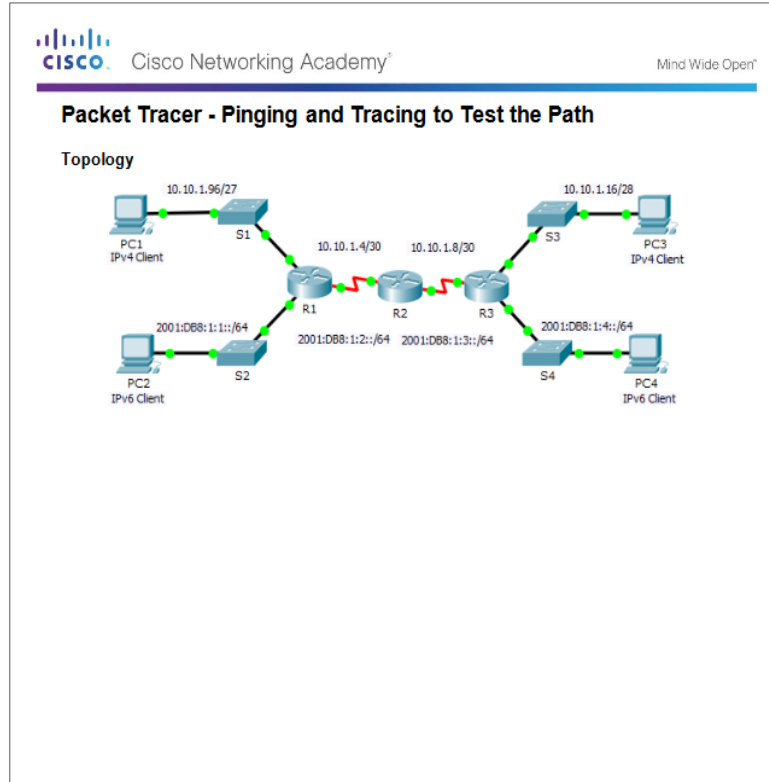 CISCO. Cisco Networking Academy® Mind Wide Open™
Packet Tracer - Pinging and Tracing to Test the Path
Topology
10.10.1.96/27
10.10.1.16/28
PC1
IPv4 Client
S1
S3
PC3
IPv4 Client
10.10.1.4/30
10.10.1.8/30
R1
R2
R3
2001:DB8:1:1::/64
2001:DB8:1:2::/64
2001:DB8:1:3::/64
2001:DB8:1:4::/64
PC2
IPv6 Client
S2
S4
PC4
IPv6 Client